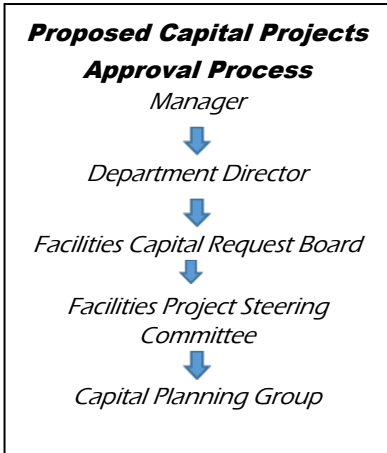 Proposed Capital Projects
Approval Process
Manager
Department Director
Facilities Capital Request Board
Facilities Project Steering
Committee
Capital Planning Group